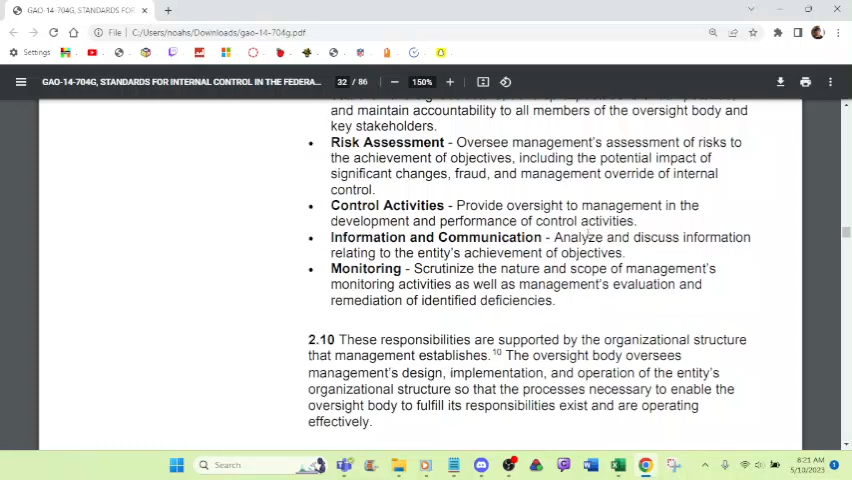 GAO-14-704G, STANDARDS FOR
File | C:/Users/noahs/Downloads/gao-14-704g.pdf
Settings
GAO-14-704G, STANDARDS FOR INTERNAL CONTROL IN THE FEDERA...
32 / 86
150%
and maintain accountability to all members of the oversight body and
key stakeholders.
• Risk Assessment - Oversee management's assessment of risks to
the achievement of objectives, including the potential impact of
significant changes, fraud, and management override of internal
control.
• Control Activities - Provide oversight to management in the
development and performance of control activities.
• Information and Communication - Analyze and discuss information
relating to the entity's achievement of objectives.
• Monitoring - Scrutinize the nature and scope of management's
monitoring activities as well as management's evaluation and
remediation of identified deficiencies.
2.10 These responsibilities are supported by the organizational structure
that management establishes.10 The oversight body oversees
management's design, implementation, and operation of the entity's
organizational structure so that the processes necessary to enable the
oversight body to fulfill its responsibilities exist and are operating
effectively.
Search
8:21 AM
5/10/2023